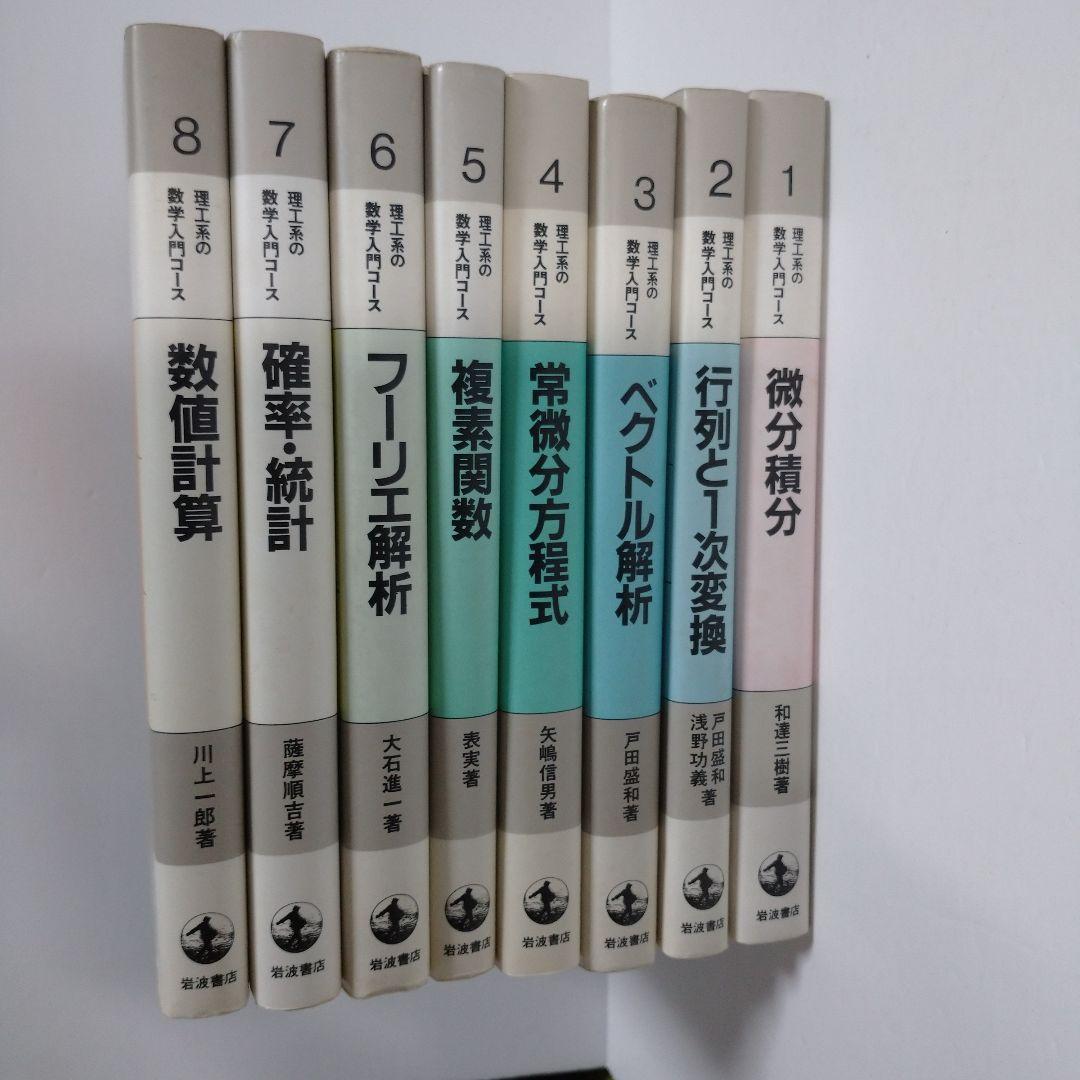 8
理工系の
数学入門コース
数値計算
川上一郎著
岩波書店
7
理工系の
数学入門コース
確率・統計
薩摩順吉著
岩波書店
6
理工系の
数学入門コース
フーリエ解析
大石進一著
岩波書店
5
理工系の
数学入門コース
複素関数
表実著
岩波書店
4
理工系の
数学入門コース
常微分方程式
矢嶋信男著
岩波書店
3
理工系の
数学入門コース
ベクトル解析
戸田盛和著
岩波書店
2
理工系の
数学入門コース
行列と1次変換
戸田盛和
浅野功義著
岩波書店
1
理工系の
数学入門コース
微分積分
和達三樹著
岩波書店